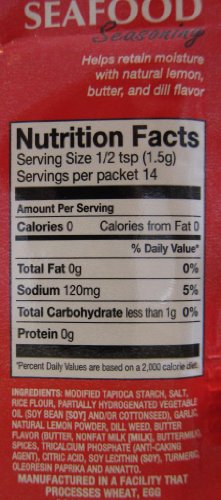 SEAFOOD
Seasoning
Helps retain moisture
with natural lemon,
butter, and dill flavor
Nutrition Facts
Serving Size 1/2 tsp (1.5g)
Servings per packet 14
Amount Per Serving
Calories 0 Calories from Fat 0
% Daily Value*
Total Fat 0g 0%
Sodium 120mg 5%
Total Carbohydrate less than 1g 0%
Protein 0g
*Percent Daily Values are based on a 2,000 calorie diet.
INGREDIENTS: MODIFIED TAPIOCA STARCH, SALT,
RICE FLOUR, PARTIALLY HYDROGENATED VEGETABLE
OIL (SOY BEAN [SOY] AND/OR COTTONSEED), GARLIC,
NATURAL LEMON POWDER, DILL WEED, BUTTER
FLAVOR (BUTTER, NONFAT MILK [MILK], BUTTERMILK),
SPICES, TRICALCIUM PHOSPHATE (ANTI-CAKING
AGENT), CITRIC ACID, SOY LECITHIN (SOY), TURMERIC,
OLEORESIN PAPRIKA AND ANNATTO.
MANUFACTURED IN A FACILITY THAT
PROCESSES WHEAT, EGG